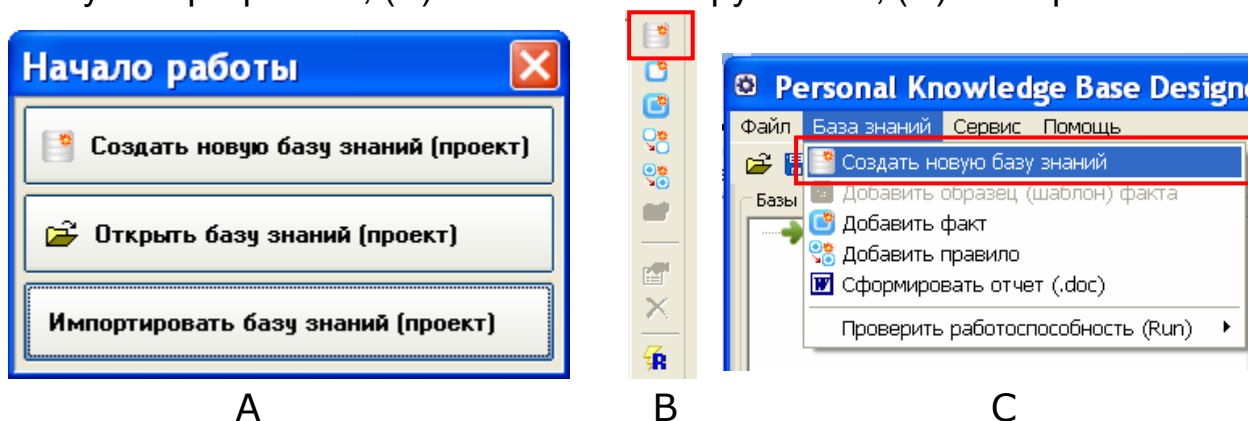 Начало работы
Создать новую базу знаний (проект)
Открыть базу знаний (проект)
Импортировать базу знаний (проект)
R
Personal Knowledge Base Designe
Файл База знаний Сервис Помощь
Создать новую базу знаний
Базы
Добавить образец (шаблон) факта
Добавить факт
Добавить правило
W Сформировать отчет (.doc)
Проверить работоспособность (Run)
A B C